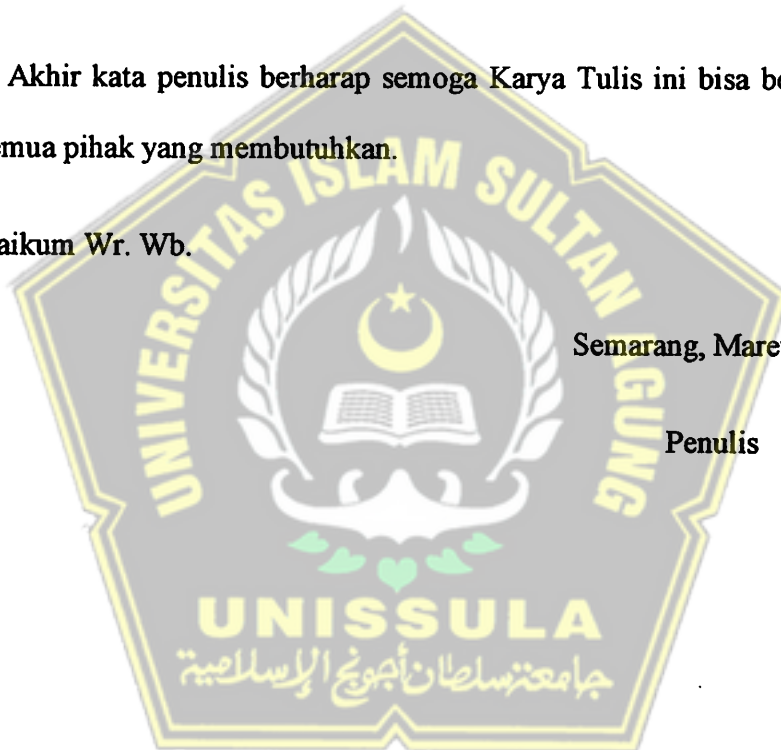 Akhir kata penulis berharap semoga Karya Tulis ini bisa be
emua pihak yang membutuhkan.
aikum Wr. Wb.
Semarang, Mare
Penulis
UNIVERSITAS ISLAM SULTAN AGUNG
UNISSULA
جامعة سلطان أجونج الإسلامية